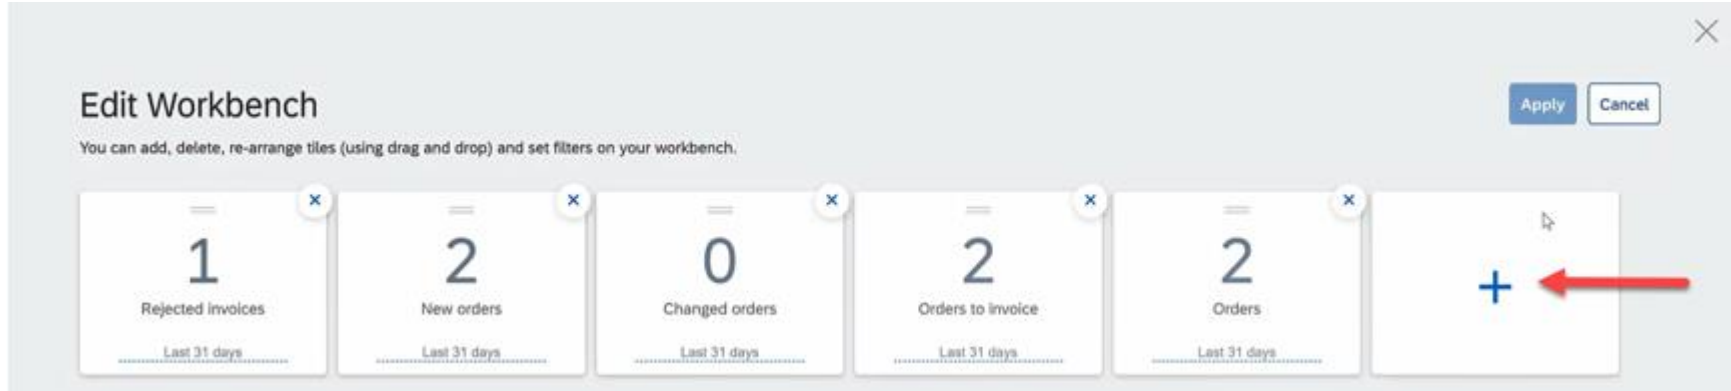 Edit Workbench
Apply
Cancel
You can add, delete, re-arrange tiles (using drag and drop) and set filters on your workbench.
1
Rejected invoices
Last 31 days
2
New orders
Last 31 days
0
Changed orders
Last 31 days
2
Orders to invoice
Last 31 days
2
Orders
Last 31 days